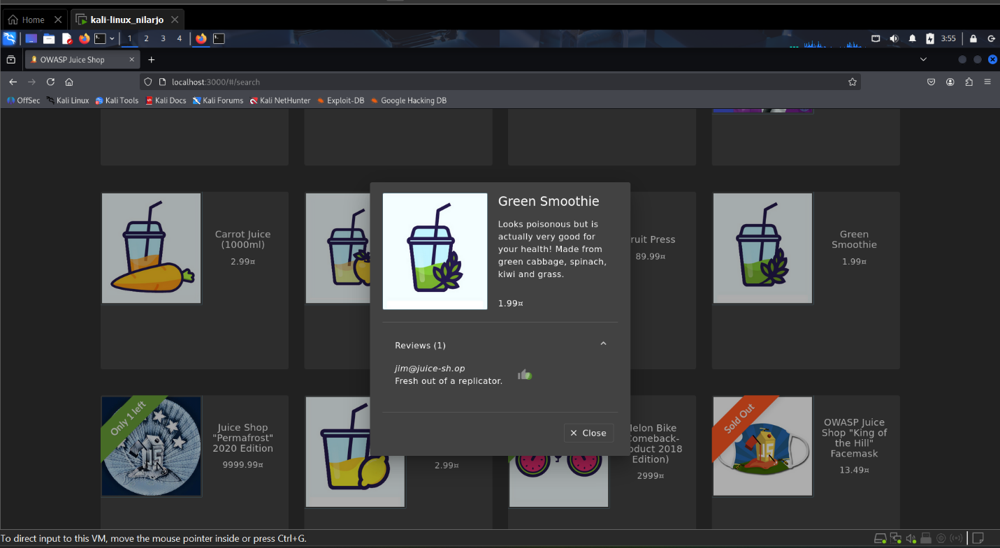 Home
kali-linux_nilarjo
1 2 3 4
3:55
OWASP Juice Shop
localhost:3000/#/search
OffSec Kali Linux Kali Tools Kali Docs Kali Forums Kali NetHunter Exploit-DB Google Hacking DB
Carrot Juice
(1000ml)
2.99¤
Green Smoothie
Looks poisonous but is
actually very good for
your health! Made from
green cabbage, spinach,
kiwi and grass.
1.99¤
Reviews (1)
jim@juice-sh.op
Fresh out of a replicator.
Close
ruit Press
89.99¤
Green
Smoothie
1.99¤
Only 1 left
Juice Shop
"Permafrost"
2020 Edition
9999.99¤
2.99¤
Melon Bike
Comeback-
oduct 2018
Edition)
2999¤
Sold Out
OWASP Juice
Shop "King of
the Hill"
Facemask
13.49¤
To direct input to this VM, move the mouse pointer inside or press Ctrl+G.